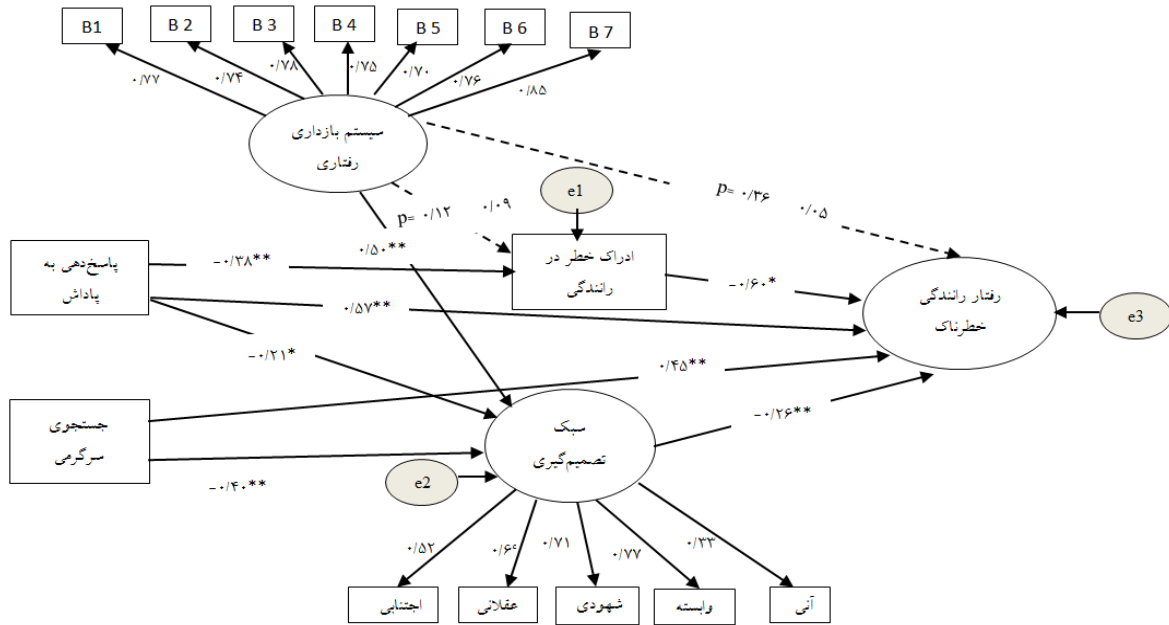 B1
B 2
B 3
B 4
B 5
B 6
B 7
۰/۷۷
۰/۷۴
۰/۷۸
۰/۷۵
۰/۷۰
۰/۷۶
۰/۸۵
سیستم بازداری
رفتاری
e1
p= ۰/۱۲
۰/۰۹
p= ۰/۳۶
۰/۰۵
۰/۵۰**
پاسخ‌دهی به
پاداش
-۰/۳۸**
ادراک خطر در
رانندگی
-۰/۶۰*
رفتار رانندگی
خطرناک
e3
۰/۵۷**
-۰/۲۱*
۰/۴۵**
جستجوی
سرگرمی
-۰/۴۰**
سبک
تصمیم‌گیری
-۰/۲۶**
e2
۰/۵۲
۰/۷۱
۰/۷۷
۰/۳۳
اجتنابی
عقلانی
شهودی
وابسته
آنی